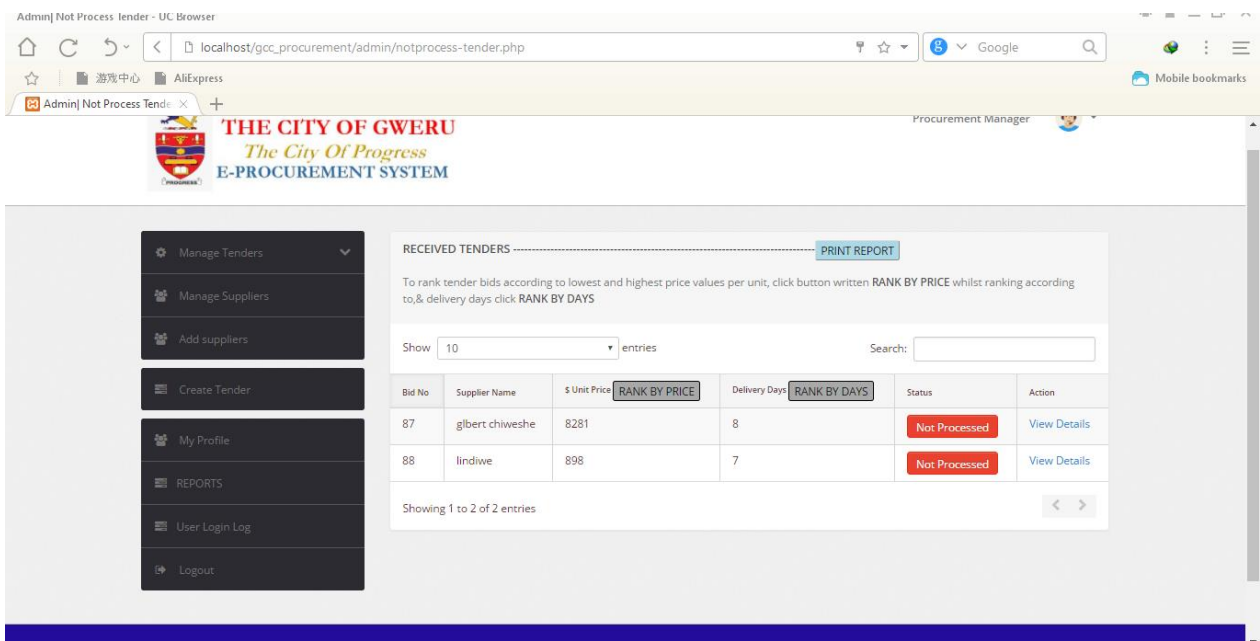 Admin| Not Process Tender - UC Browser
localhost/gcc_procurement/admin/notprocess-tender.php
Google
游戏中心
AliExpress
Mobile bookmarks
Admin| Not Process Tende
THE CITY OF GWERU
The City Of Progress
E-PROCUREMENT SYSTEM
PROGRESS
Procurement Manager
Manage Tenders
Manage Suppliers
Add suppliers
Create Tender
My Profile
REPORTS
User Login Log
Logout
RECEIVED TENDERS -------------------------------------------------------------------------------------- PRINT REPORT
To rank tender bids according to lowest and highest price values per unit, click button written RANK BY PRICE whilst ranking according
to,& delivery days click RANK BY DAYS
Show 10 entries Search:
Bid No Supplier Name $ Unit Price RANK BY PRICE Delivery Days RANK BY DAYS Status Action
87 glbert chiweshe 8281 8 Not Processed View Details
88 lindiwe 898 7 Not Processed View Details
Showing 1 to 2 of 2 entries